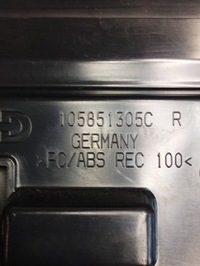 105851305C R
GERMANY
>PC/ABS REC 100<